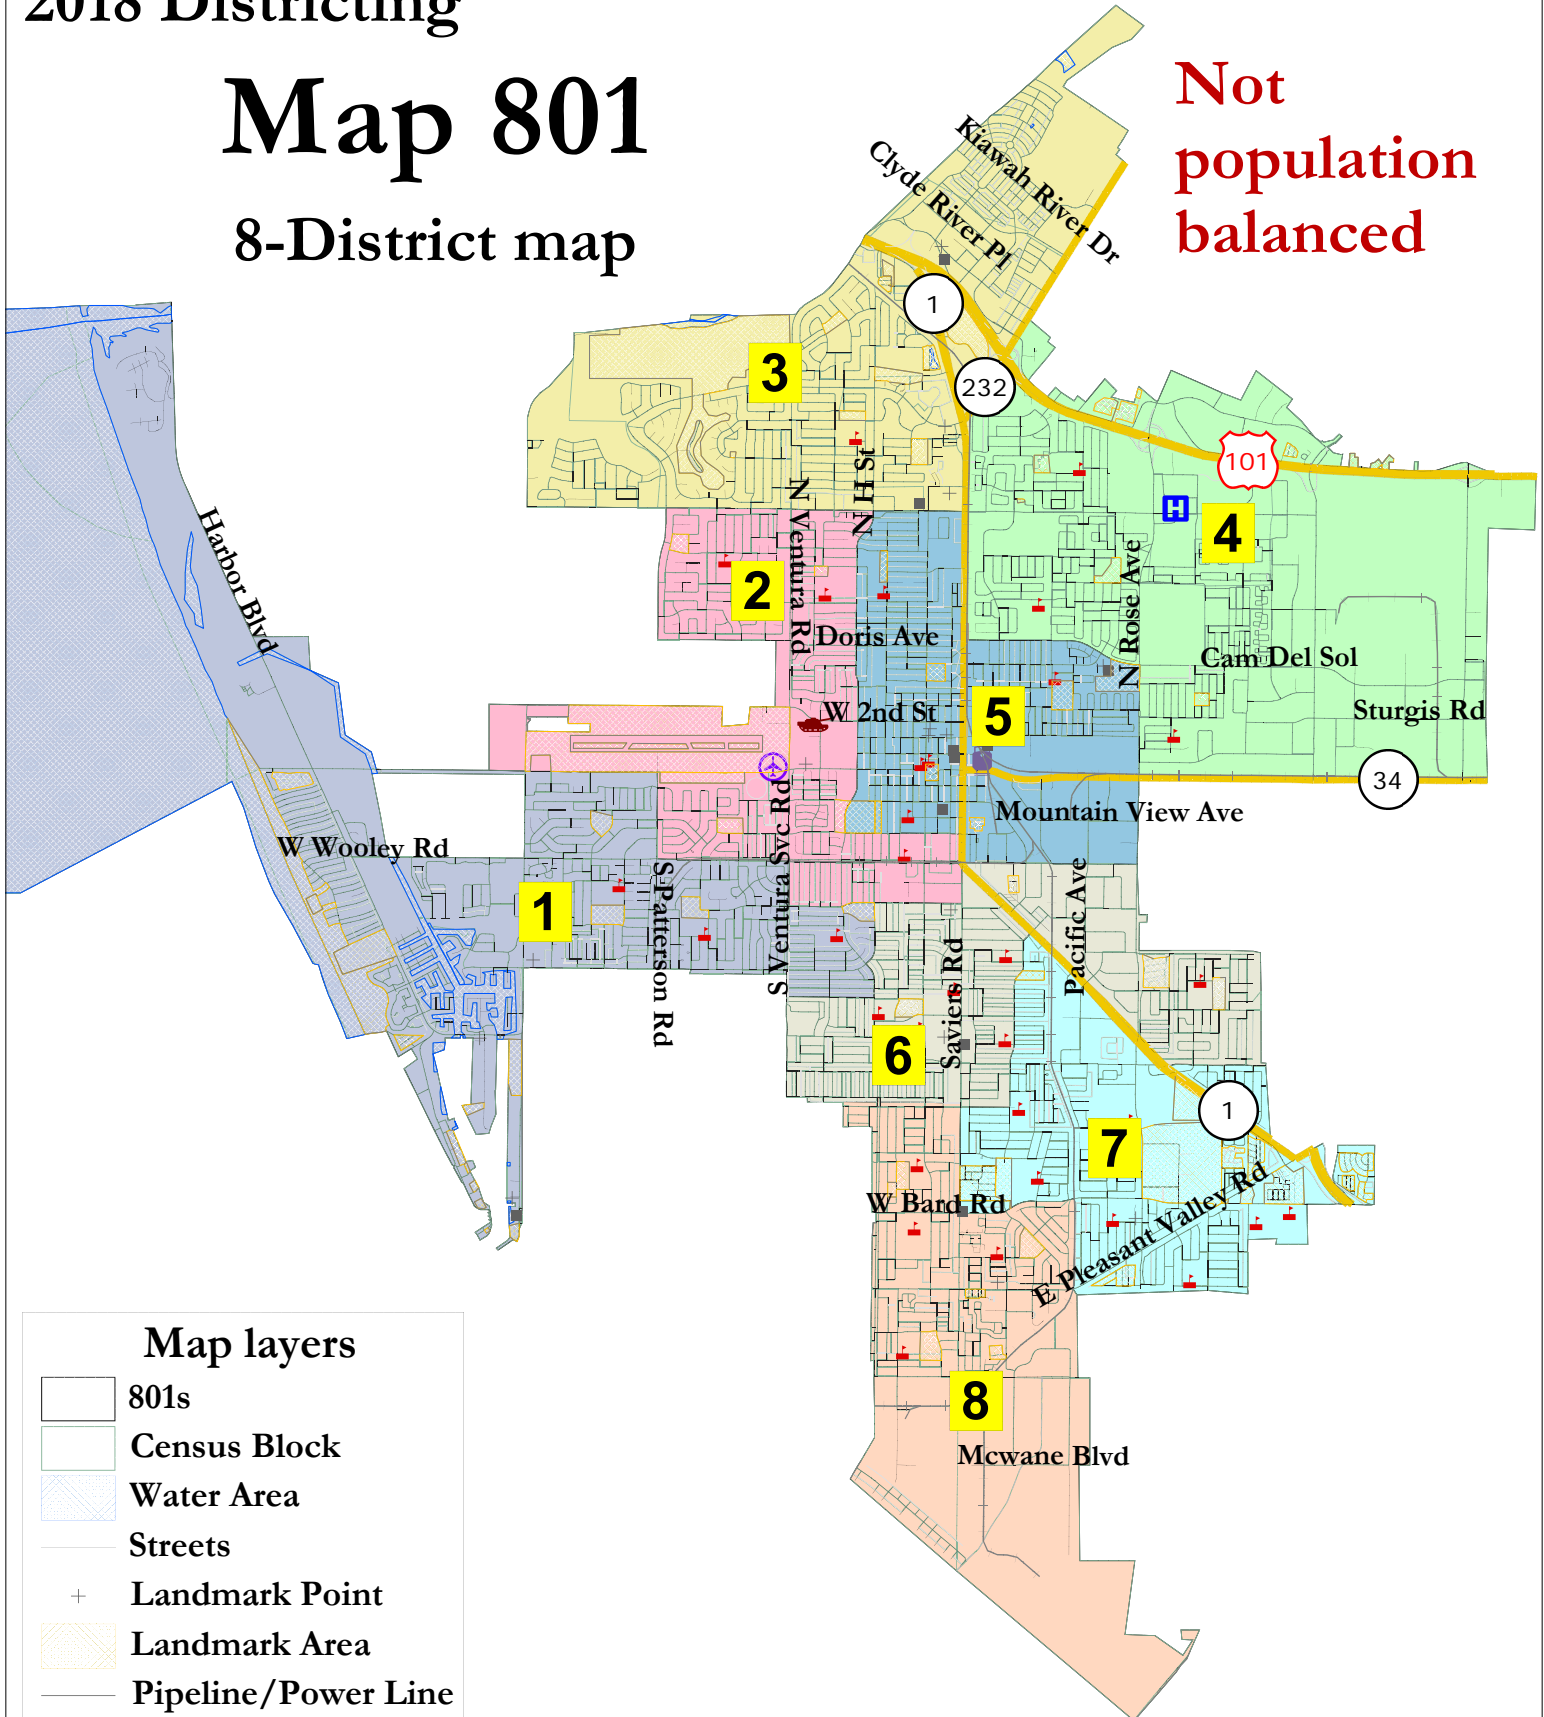 2018 Districting
Map 801
8-District map
Not
population
balanced
Kiawah River Dr
Clyde River Pl
1
232
3
101
N H St
H
N Ventura Rd
4
Harbor Blvd
2
N Rose Ave
Doris Ave
Cam Del Sol
W 2nd St
5
Sturgis Rd
34
Mountain View Ave
S Ventura Svc Rd
W Wooley Rd
S Patterson Rd
Pacific Ave
1
Saviers Rd
6
1
7
W Bard Rd
E Pleasant Valley Rd
8
Mcwane Blvd
Map layers
801s
Census Block
Water Area
Streets
Landmark Point
Landmark Area
Pipeline/Power Line